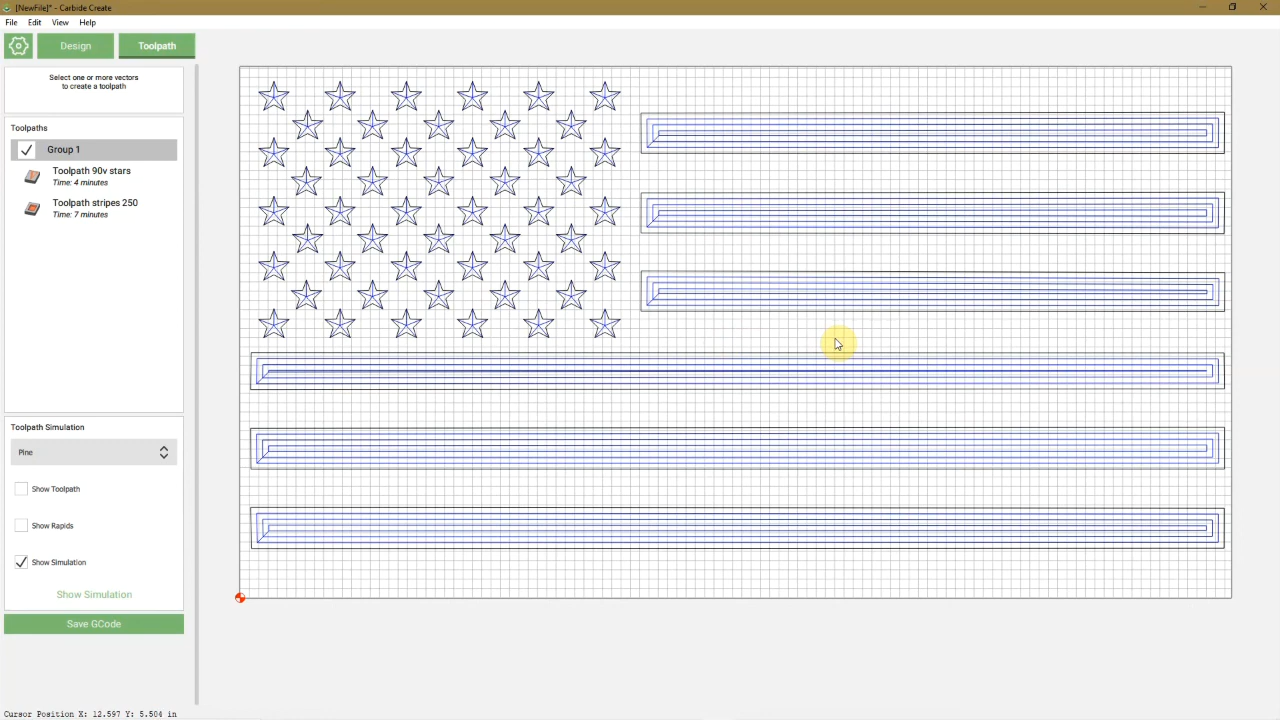 [NewFile]* - Carbide Create
File Edit View Help
Design Toolpath
Select one or more vectors
to create a toolpath
Toolpaths
Group 1
Toolpath 90v stars
Time: 4 minutes
Toolpath stripes 250
Time: 7 minutes
Toolpath Simulation
Pine
Show Toolpath
Show Rapids
Show Simulation
Show Simulation
Save GCode
Cursor Position X: 12.597 Y: 5.504 in